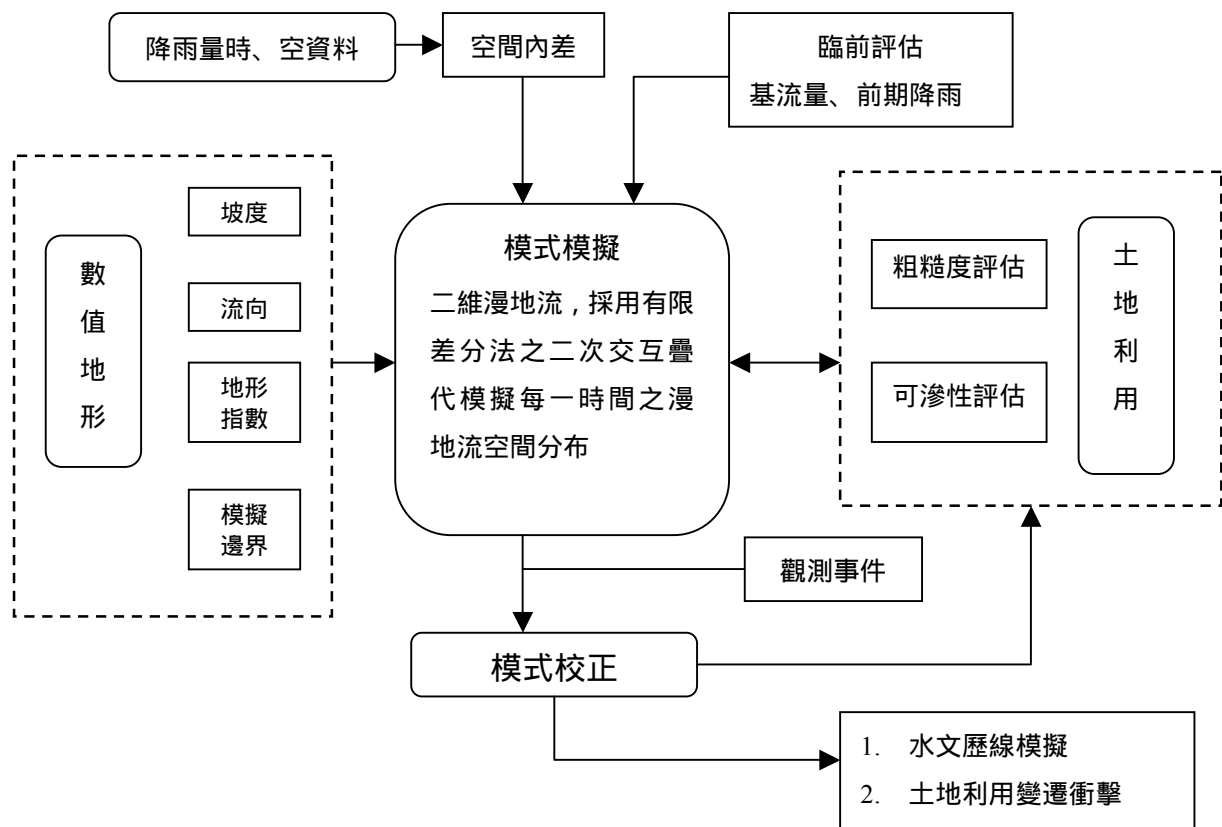 降雨量時、空資料
空間內差
臨前評估
基流量、前期降雨
數
值
地
形
坡度
流向
地形
指數
模擬
邊界
模式模擬
二維漫地流，採用有限
差分法之二次交互疊
代模擬每一時間之漫
地流空間分布
粗糙度評估
可滲性評估
土
地
利
用
觀測事件
模式校正
1. 水文歷線模擬
2. 土地利用變遷衝擊